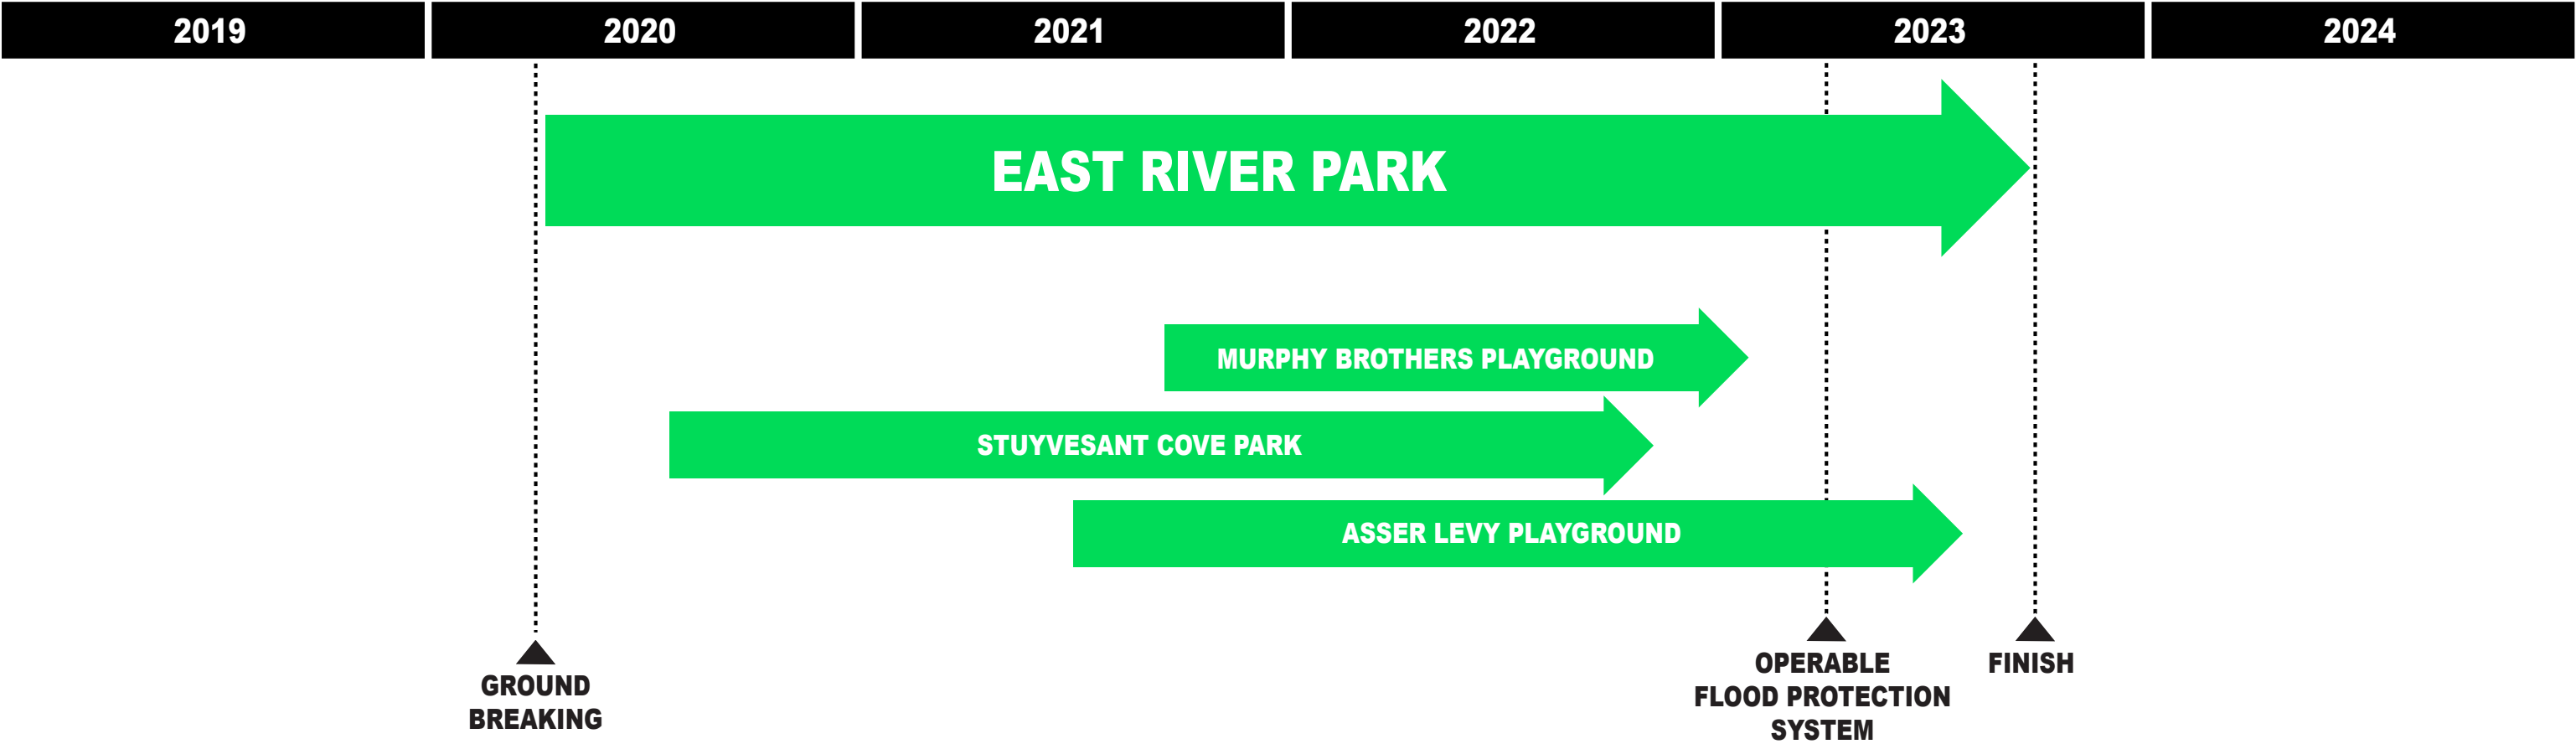 2019
2020
2021
2022
2023
2024
EAST RIVER PARK
MURPHY BROTHERS PLAYGROUND
STUYVESANT COVE PARK
ASSER LEVY PLAYGROUND
GROUND
BREAKING
OPERABLE
FLOOD PROTECTION
SYSTEM
FINISH